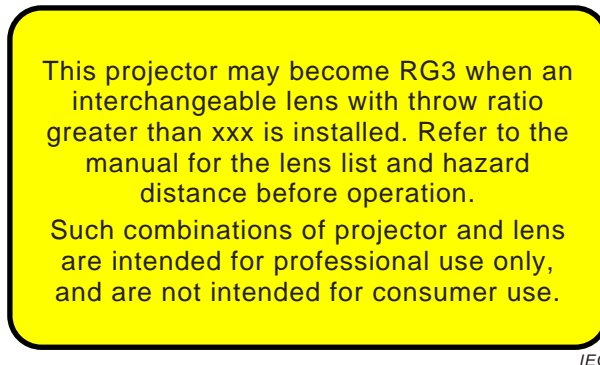 This projector may become RG3 when an
interchangeable lens with throw ratio
greater than xxx is installed. Refer to the
manual for the lens list and hazard
distance before operation.
Such combinations of projector and lens
are intended for professional use only,
and are not intended for consumer use.
IEC